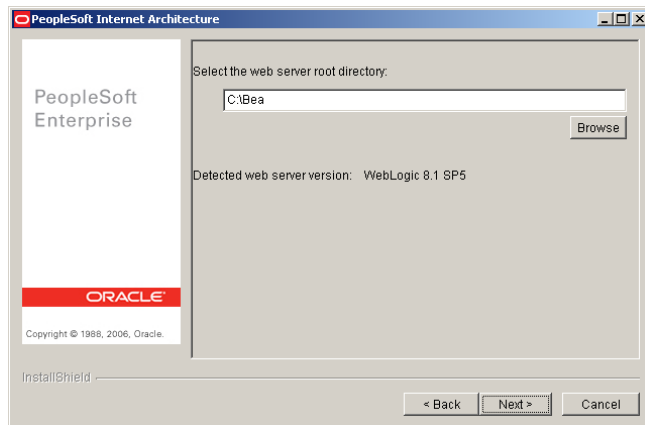 PeopleSoft Internet Architecture
PeopleSoft
Enterprise
Select the web server root directory:
C:\Bea
Browse
Detected web server version: WebLogic 8.1 SP5
ORACLE
Copyright © 1988, 2006, Oracle.
InstallShield
< Back Next > Cancel